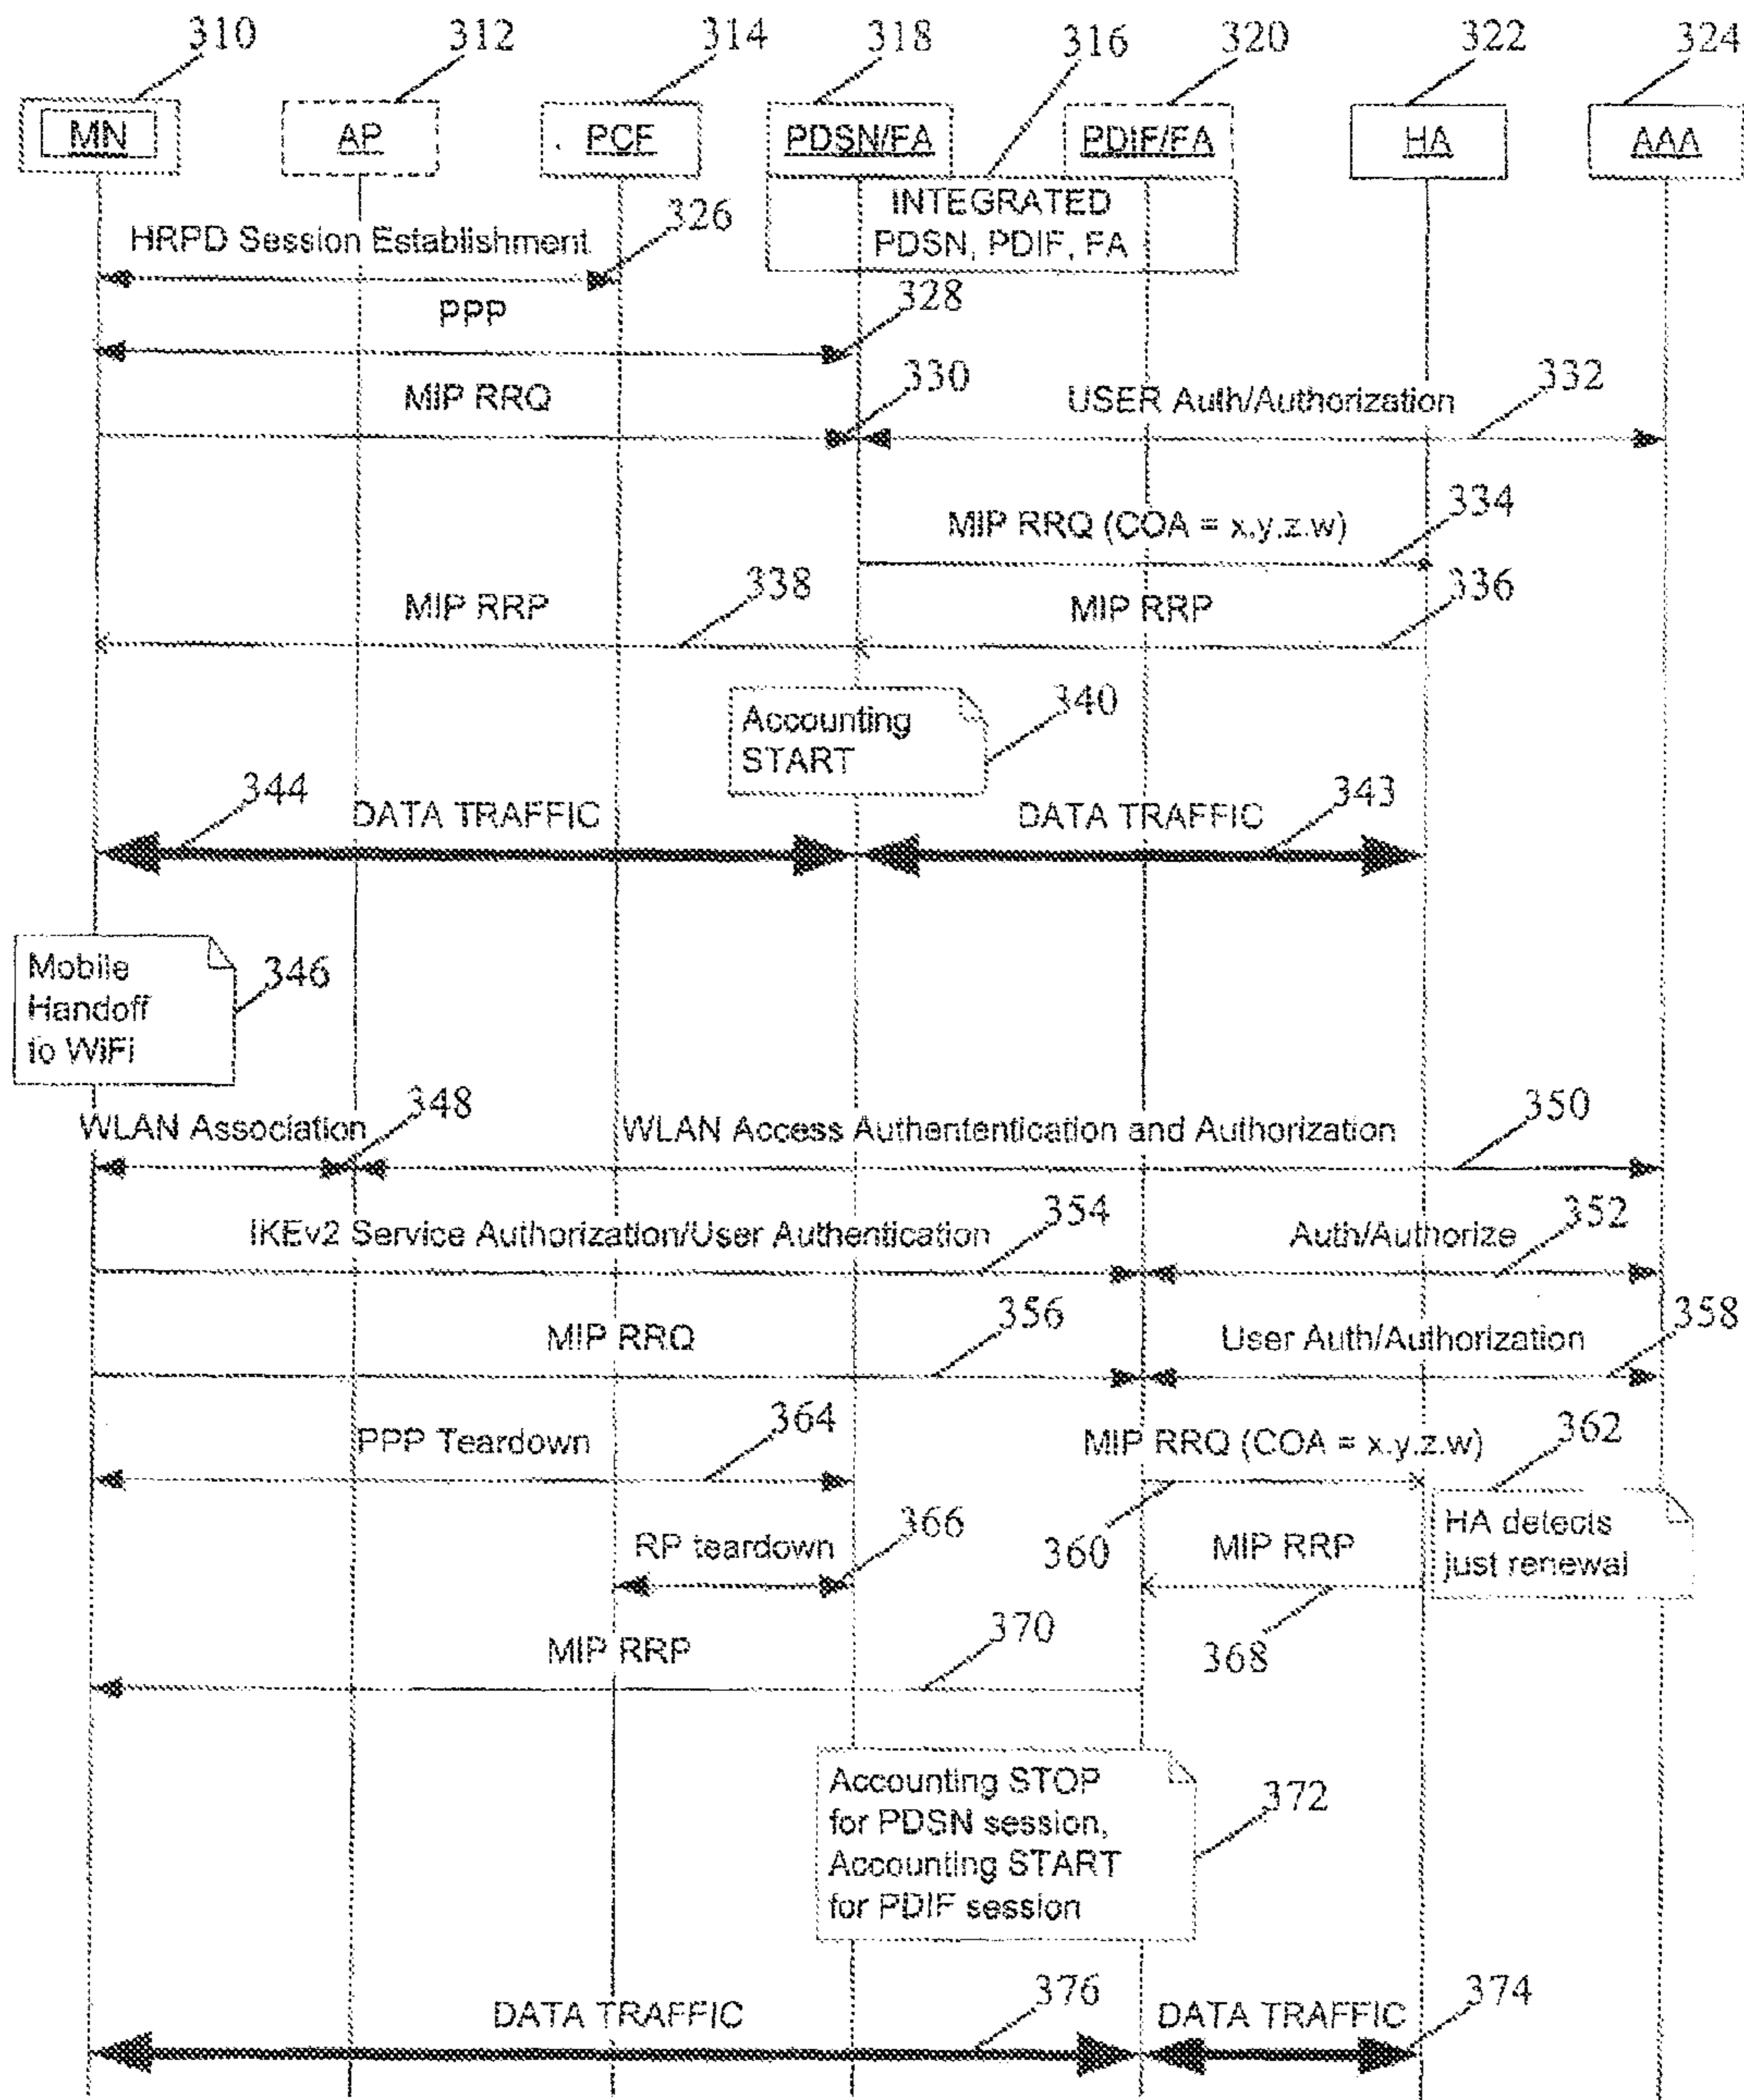 310 312 314 318 316 320 322 324
MN AP PCF PDSN/FA PDIF/FA HA AAA
INTEGRATED
PDSN, PDIF, FA
HRPD Session Establishment 326
PPP 328
MIP RRQ 330 USER Auth/Authorization 332
MIP RRQ (COA = x.y.z.w) 334
MIP RRP 338 MIP RRP 336
Accounting
START
340
344 DATA TRAFFIC DATA TRAFFIC 343
Mobile
Handoff
to WiFi
346
WLAN Association 348 WLAN Access Authententication and Authorization 350
IKEv2 Service Authorization/User Authentication 354 Auth/Authorize 352
MIP RRQ 356 User Auth/Authorization 358
PPP Teardown 364 MIP RRQ (COA = x.y.z.w) 362
RP teardown 366 360 MIP RRP
HA detects
just renewal
MIP RRP 370 368
Accounting STOP
for PDSN session,
Accounting START
for PDIF session
372
DATA TRAFFIC 376 DATA TRAFFIC 374